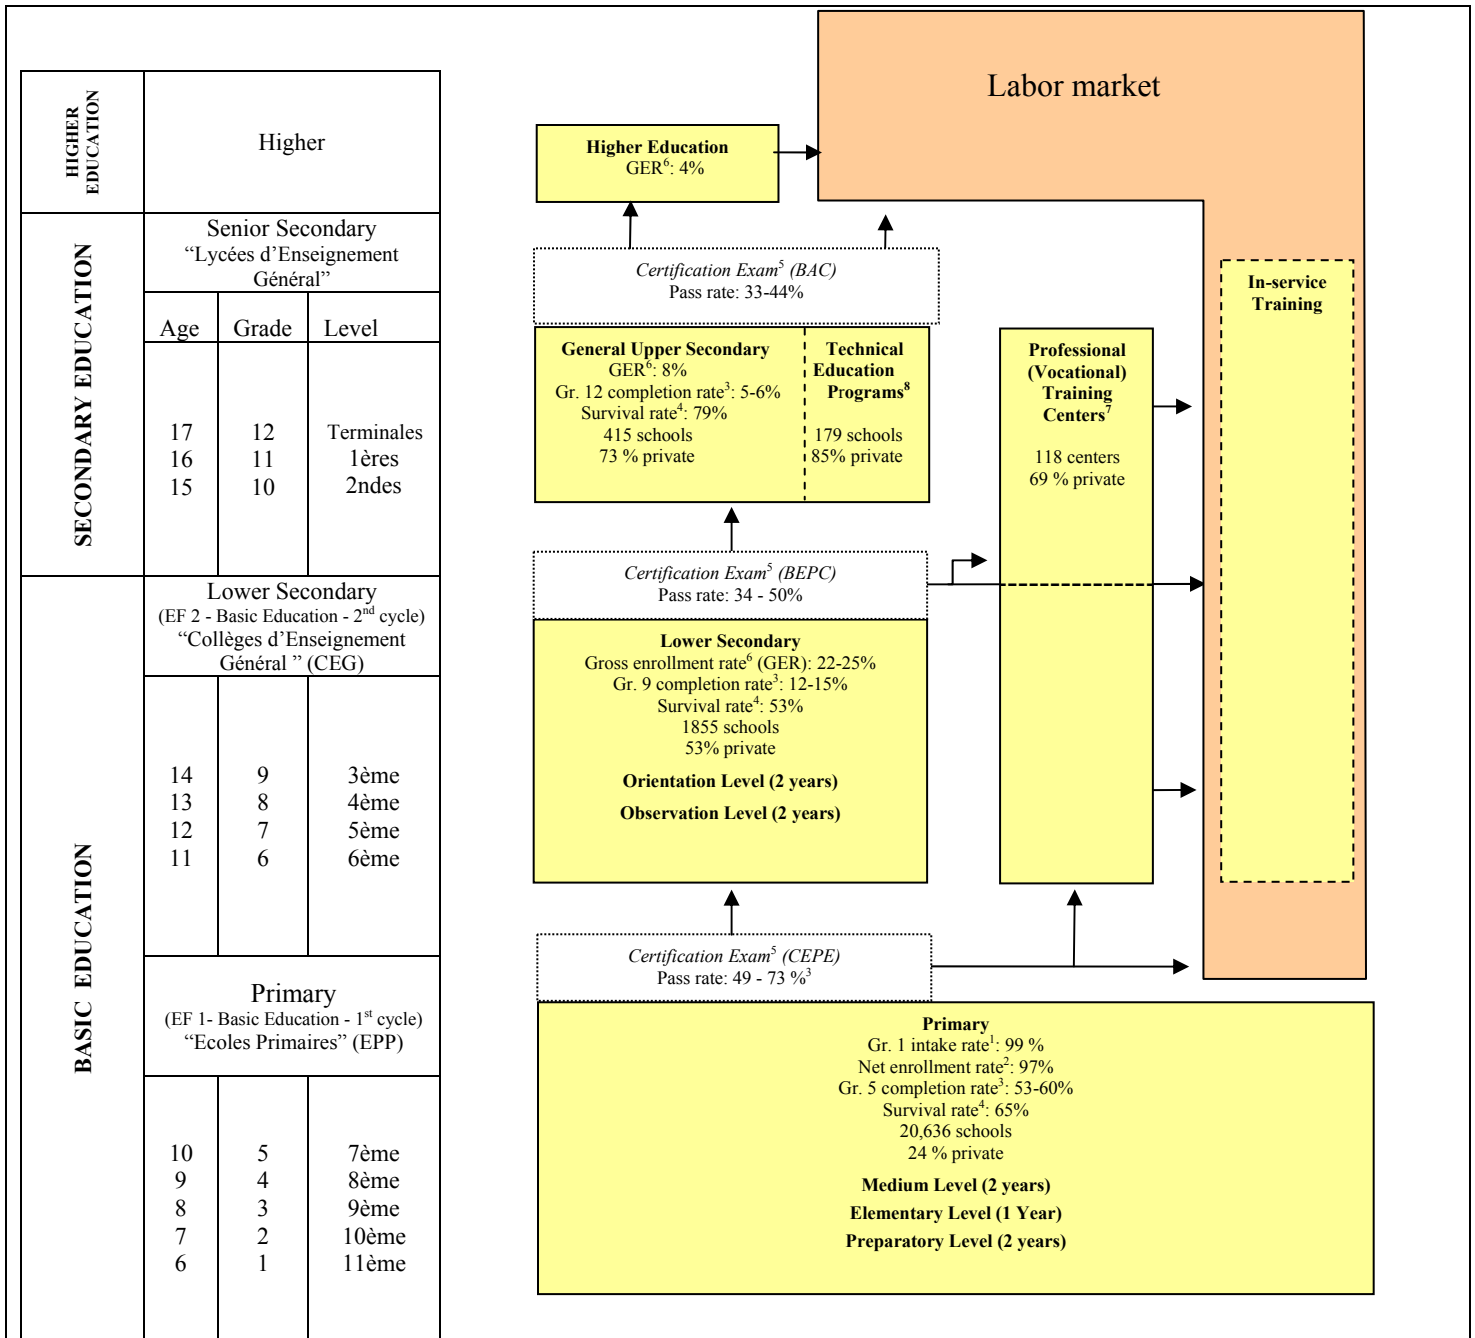 HIGHER
EDUCATION
Higher
SECONDARY EDUCATION
Senior Secondary
“Lycées d’Enseignement
Général”
Age Grade Level
17 12 Terminales
16 11 1ères
15 10 2ndes
BASIC EDUCATION
Lower Secondary
(EF 2 - Basic Education - 2nd cycle)
“Collèges d’Enseignement
Général ” (CEG)
14 9 3ème
13 8 4ème
12 7 5ème
11 6 6ème
Primary
(EF 1- Basic Education - 1st cycle)
“Ecoles Primaires” (EPP)
10 5 7ème
9 4 8ème
8 3 9ème
7 2 10ème
6 1 11ème
Labor market
Higher Education
GER6: 4%
Certification Exam5 (BAC)
Pass rate: 33-44%
General Upper Secondary
GER6: 8%
Gr. 12 completion rate3: 5-6%
Survival rate4: 79%
415 schools
73 % private
Technical
Education
Programs8
179 schools
85% private
Professional
(Vocational)
Training
Centers7
118 centers
69 % private
In-service
Training
Certification Exam5 (BEPC)
Pass rate: 34 - 50%
Lower Secondary
Gross enrollment rate6 (GER): 22-25%
Gr. 9 completion rate3: 12-15%
Survival rate4: 53%
1855 schools
53% private
Orientation Level (2 years)
Observation Level (2 years)
Certification Exam5 (CEPE)
Pass rate: 49 - 73 %3
Primary
Gr. 1 intake rate1: 99 %
Net enrollment rate2: 97%
Gr. 5 completion rate3: 53-60%
Survival rate4: 65%
20,636 schools
24 % private
Medium Level (2 years)
Elementary Level (1 Year)
Preparatory Level (2 years)